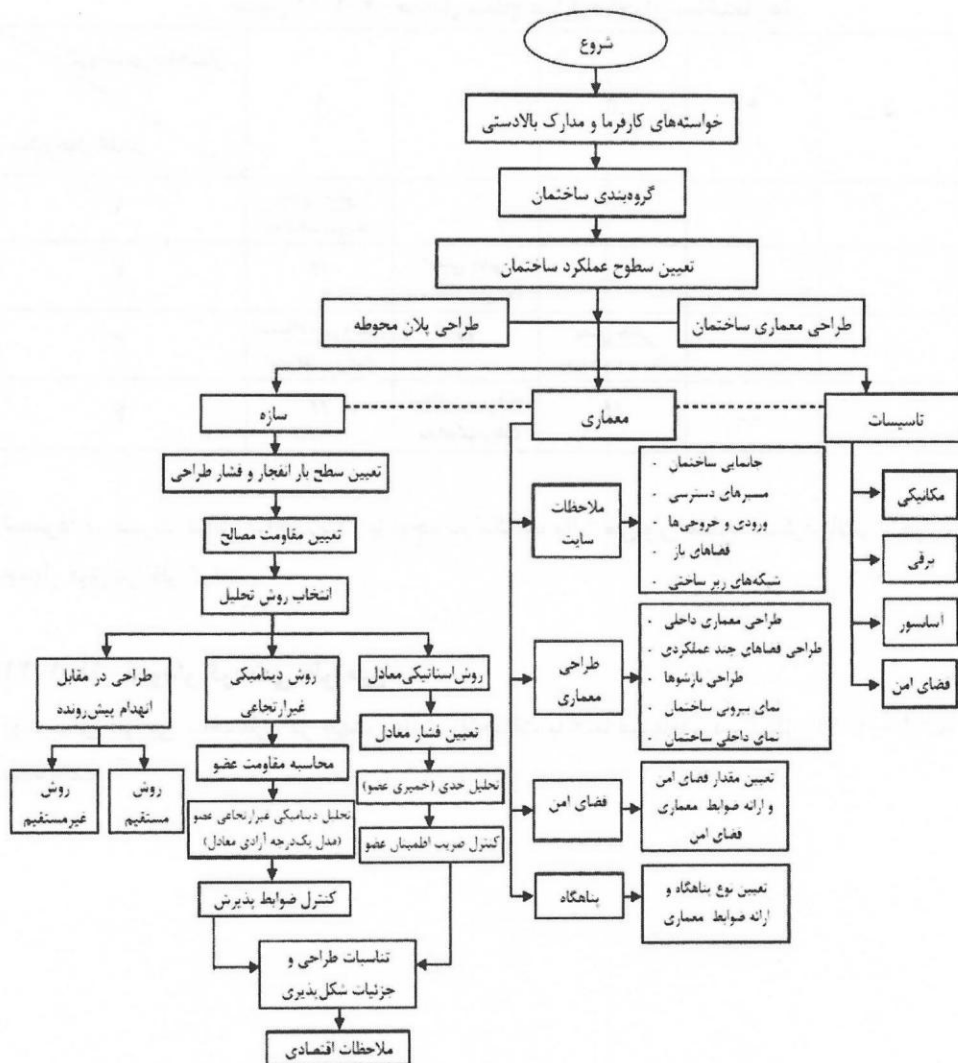 شروع
خواسته‌های کارفرما و مدارک بالادستی
گروه‌بندی ساختمان
تعیین سطوح عملکرد ساختمان
طراحی معماری ساختمان
طراحی پلان محوطه
تاسیسات
معماری
سازه
مکانیکی
برقی
آسانسور
فضای امن
ملاحظات
سایت
- جانمایی ساختمان
- مسیرهای دسترسی
- ورودی و خروجی‌ها
- فضاهای باز
- شبکه‌های زیر ساختی
طراحی
معماری
- طراحی معماری داخلی
- طراحی فضاهای چند عملکردی
- طراحی بازشوها
- نمای بیرونی ساختمان
- نمای داخلی ساختمان
فضای امن
تعیین مقدار فضای امن
و ارائه ضوابط معماری
فضای امن
پناهگاه
تعیین نوع پناهگاه و
ارائه ضوابط معماری
تعیین سطح بار انفجار و فشار طراحی
تعیین مقاومت مصالح
انتخاب روش تحلیل
روش استاتیکی معادل
تعیین فشار معادل
تحلیل حدی (خمیری عضو)
کنترل ضریب اطمینان عضو
روش دینامیکی
غیرارتجاعی
محاسبه مقاومت عضو
تحلیل دینامیکی غیرارتجاعی عضو
(مدل یک‌درجه آزادی معادل)
کنترل ضوابط پذیرش
طراحی در مقابل
انهدام پیش‌رونده
روش
مستقیم
روش
غیرمستقیم
تناسبات طراحی و
جزئیات شکل‌پذیری
ملاحظات اقتصادی